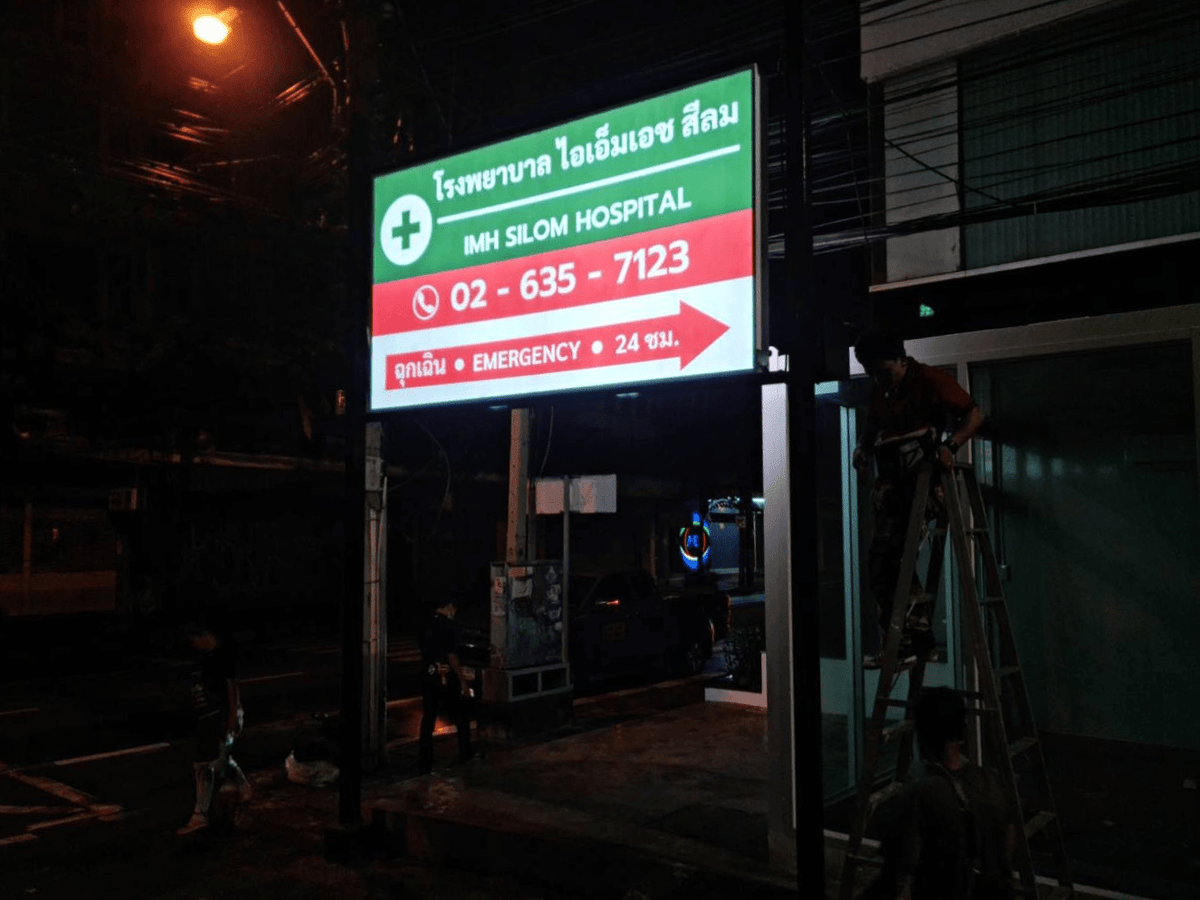 โรงพยาบาล ไอเอ็มเอช สีลม
IMH SILOM HOSPITAL
02 - 635 - 7123
ฉุกเฉิน • EMERGENCY • 24 ชม.